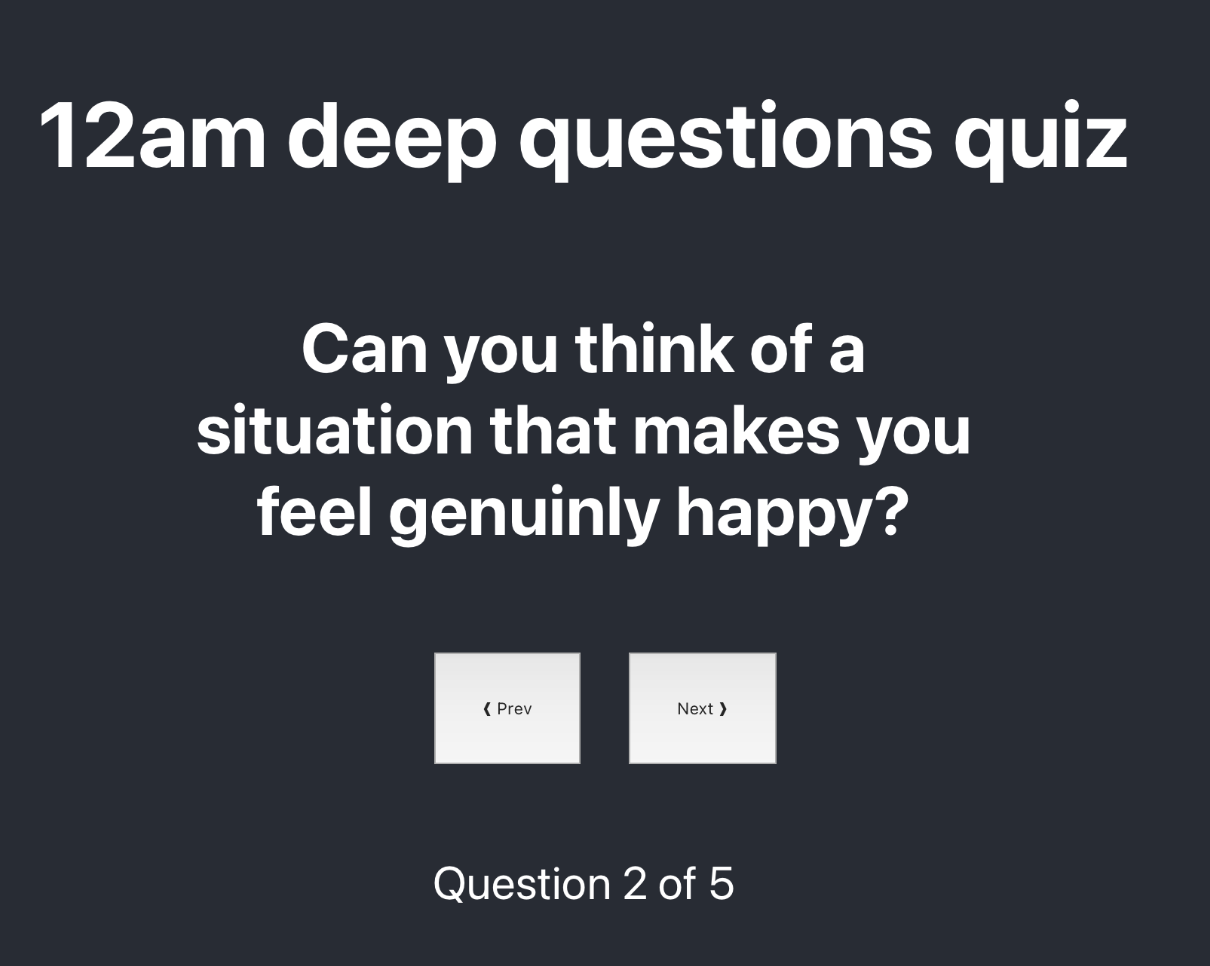 12am deep questions quiz
Can you think of a
situation that makes you
feel genuinly happy?
❰ Prev
Next ❱
Question 2 of 5